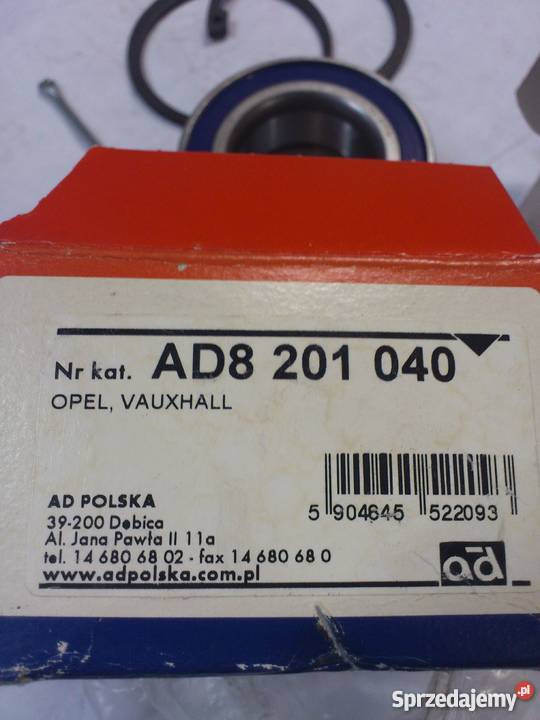 Nr kat. AD8 201 040
OPEL, VAUXHALL
5 904645 522093
AD POLSKA
39-200 Dębica
Al. Jana Pawła II 11a
tel. 14 680 68 02 - fax 14 680 68 0
www.adpolska.com.pl
ad
Sprzedajemy.pl